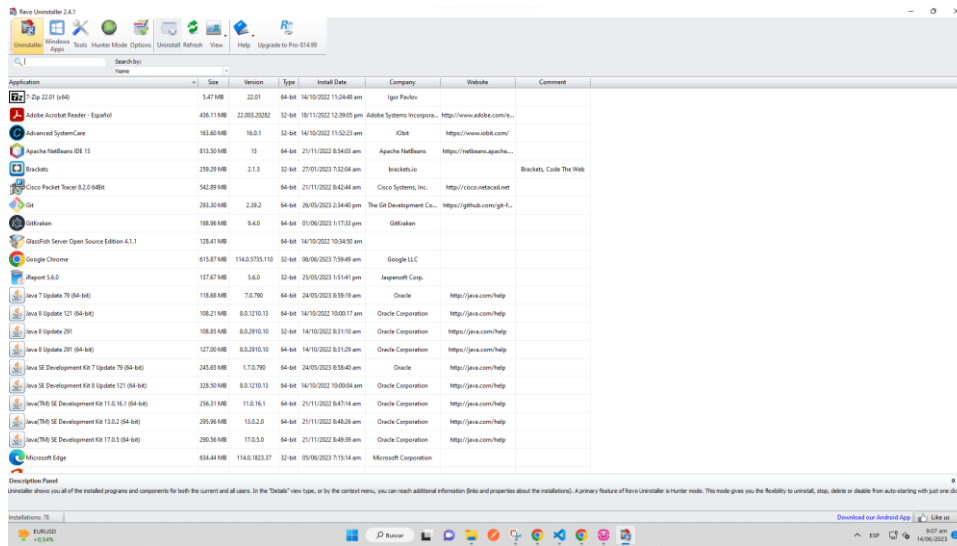 Revo Uninstaller 2.4.1
Uninstaller Windows Apps Tools Hunter Mode Options Uninstall Refresh View Help Upgrade to Pro-$14.99
Search by:
Name
Application Size Version Type Install Date Company Website Comment
7-Zip 22.01 (x64) 5.47 MB 22.01 64-bit 14/10/2022 11:24:48 am Igor Pavlov
Adobe Acrobat Reader - Español 436.11 MB 22.003.20282 32-bit 18/11/2022 12:39:05 pm Adobe Systems Incorpora... http://www.adobe.com/e...
Advanced SystemCare 163.60 MB 16.0.1 32-bit 14/10/2022 11:52:23 am IObit https://www.iobit.com/
Apache NetBeans IDE 15 813.50 MB 15 64-bit 21/11/2022 8:54:03 am Apache NetBeans https://netbeans.apache....
Brackets 259.29 MB 2.1.3 32-bit 27/01/2023 7:32:04 am brackets.io Brackets, Code The Web
Cisco Packet Tracer 8.2.0 64Bit 542.89 MB 64-bit 21/11/2022 8:42:44 am Cisco Systems, Inc. http://cisco.netacad.net
Git 293.30 MB 2.39.2 64-bit 26/05/2023 2:34:40 pm The Git Development Co... https://github.com/git-f...
GitKraken 198.96 MB 9.4.0 64-bit 01/06/2023 1:17:33 pm GitKraken
GlassFish Server Open Source Edition 4.1.1 128.41 MB 64-bit 14/10/2022 10:34:50 am
Google Chrome 615.87 MB 114.0.5735.110 32-bit 06/06/2023 7:59:49 am Google LLC
iReport 5.6.0 137.67 MB 5.6.0 32-bit 25/05/2023 1:51:41 pm Jaspersoft Corp.
Java 7 Update 79 (64-bit) 118.68 MB 7.0.790 64-bit 24/05/2023 8:59:19 am Oracle http://java.com/help
Java 8 Update 121 (64-bit) 108.21 MB 8.0.1210.13 64-bit 14/10/2022 10:00:17 am Oracle Corporation http://java.com/help
Java 8 Update 291 108.85 MB 8.0.2910.10 32-bit 14/10/2022 8:31:10 am Oracle Corporation https://java.com/help
Java 8 Update 291 (64-bit) 127.00 MB 8.0.2910.10 64-bit 14/10/2022 8:31:29 am Oracle Corporation https://java.com/help
Java SE Development Kit 7 Update 79 (64-bit) 245.65 MB 1.7.0.790 64-bit 24/05/2023 8:58:40 am Oracle http://java.com/help
Java SE Development Kit 8 Update 121 (64-bit) 328.50 MB 8.0.1210.13 64-bit 14/10/2022 10:00:04 am Oracle Corporation http://java.com/help
Java(TM) SE Development Kit 11.0.16.1 (64-bit) 256.31 MB 11.0.16.1 64-bit 21/11/2022 8:47:14 am Oracle Corporation http://java.com/help
Java(TM) SE Development Kit 13.0.2 (64-bit) 295.96 MB 13.0.2.0 64-bit 21/11/2022 8:48:26 am Oracle Corporation http://java.com/help
Java(TM) SE Development Kit 17.0.5 (64-bit) 290.56 MB 17.0.5.0 64-bit 21/11/2022 8:49:39 am Oracle Corporation http://java.com/help
Microsoft Edge 634.44 MB 114.0.1823.37 32-bit 05/06/2023 7:15:14 am Microsoft Corporation
Description Panel
Uninstaller shows you all of the installed programs and components for both the current and all users. In the "Details" view type, or by the context menu, you can reach additional information (links and properties about the installations). A primary feature of Revo Uninstaller is Hunter mode. This mode gives you the flexibility to uninstall, stop, delete or disable from auto-starting with just one clic
Installations: 78 Download our Android App Like us
EURUSD
+0,54%
Buscar
ESP
9:07 am
14/06/2023